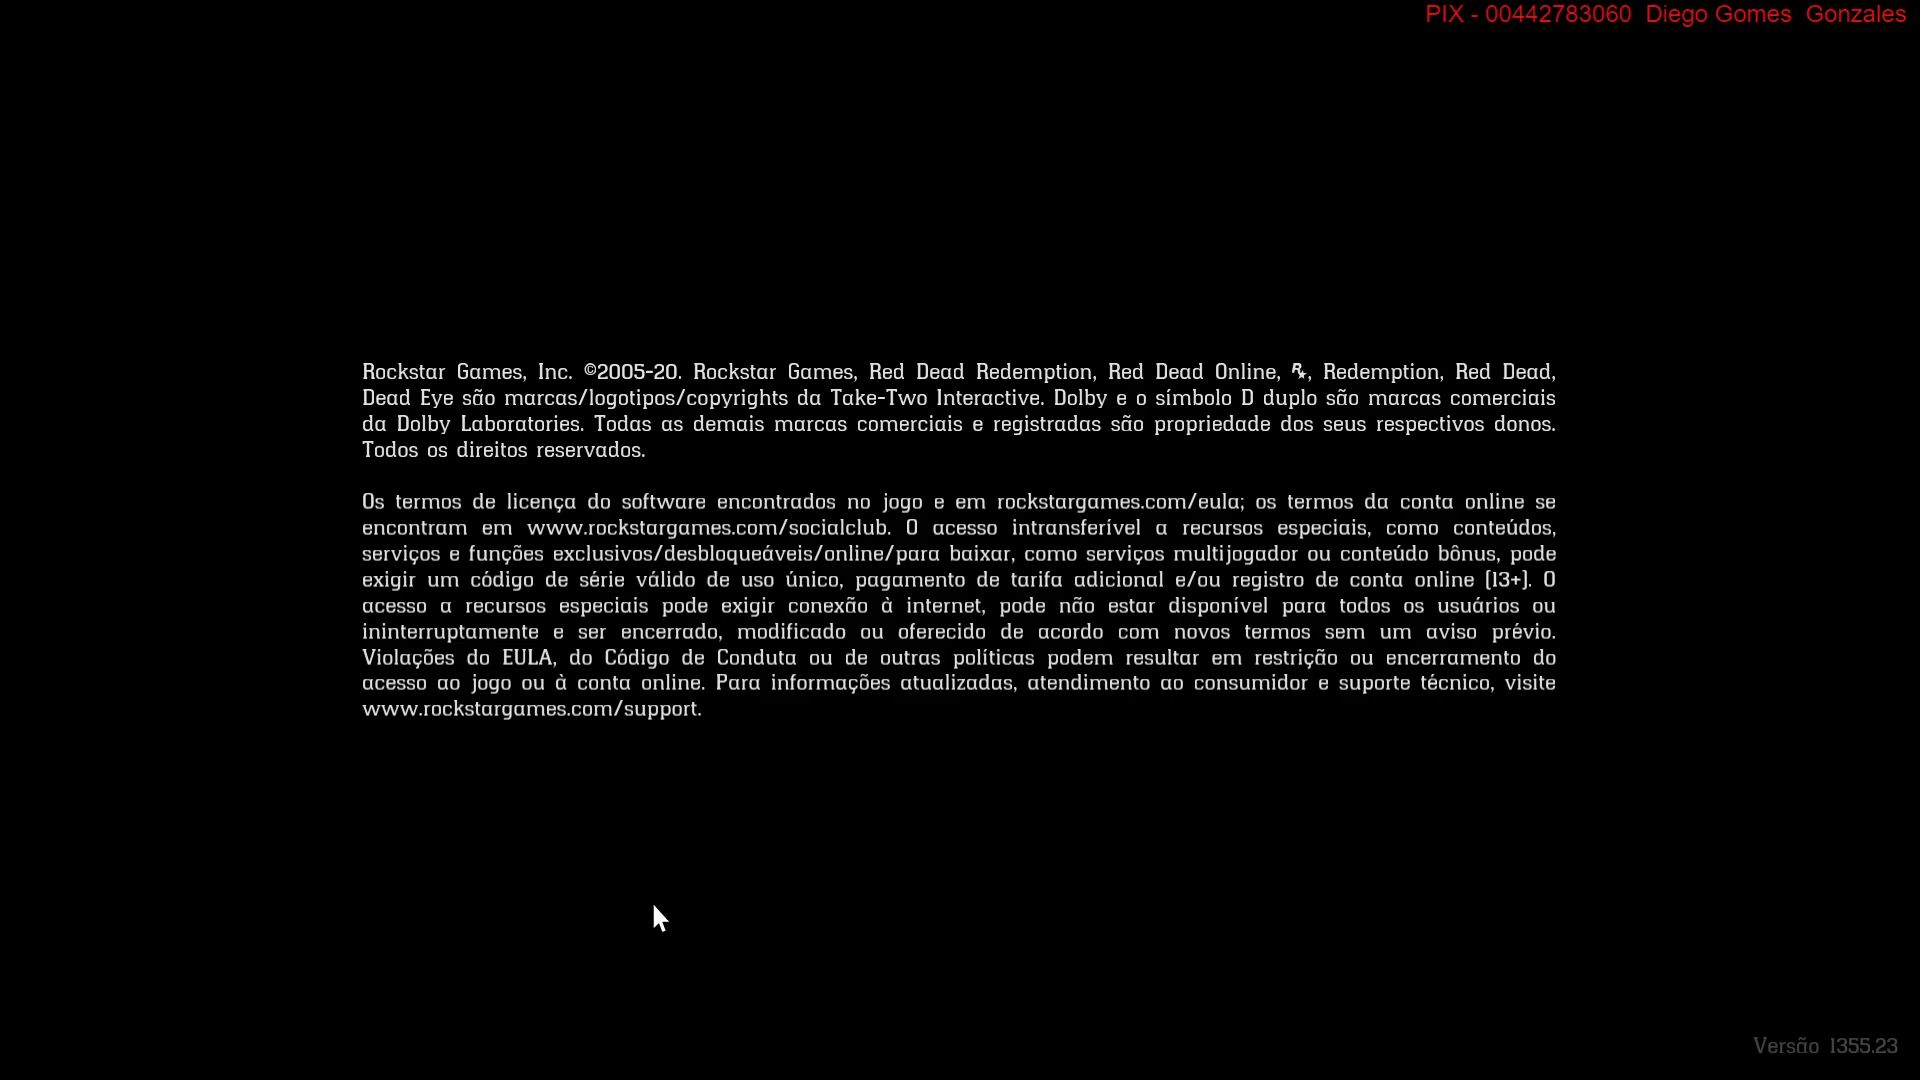 PIX - 00442783060 Diego Gomes Gonzales
Rockstar Games, Inc. ©2005-20. Rockstar Games, Red Dead Redemption, Red Dead Online, R★, Redemption, Red Dead,
Dead Eye são marcas/logotipos/copyrights da Take-Two Interactive. Dolby e o símbolo D duplo são marcas comerciais
da Dolby Laboratories. Todas as demais marcas comerciais e registradas são propriedade dos seus respectivos donos.
Todos os direitos reservados.
Os termos de licença do software encontrados no jogo e em rockstargames.com/eula; os termos da conta online se
encontram em www.rockstargames.com/socialclub. O acesso intransferível a recursos especiais, como conteúdos,
serviços e funções exclusivos/desbloqueáveis/online/para baixar, como serviços multijogador ou conteúdo bônus, pode
exigir um código de série válido de uso único, pagamento de tarifa adicional e/ou registro de conta online (13+). O
acesso a recursos especiais pode exigir conexão à internet, pode não estar disponível para todos os usuários ou
ininterruptamente e ser encerrado, modificado ou oferecido de acordo com novos termos sem um aviso prévio.
Violações do EULA, do Código de Conduta ou de outras políticas podem resultar em restrição ou encerramento do
acesso ao jogo ou à conta online. Para informações atualizadas, atendimento ao consumidor e suporte técnico, visite
www.rockstargames.com/support.
Versão 1355.23